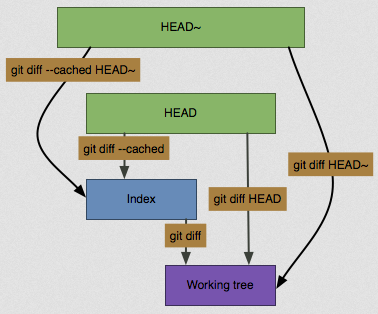 HEAD~
git diff --cached HEAD~
HEAD
git diff --cached
git diff HEAD~
Index
git diff HEAD
git diff
Working tree